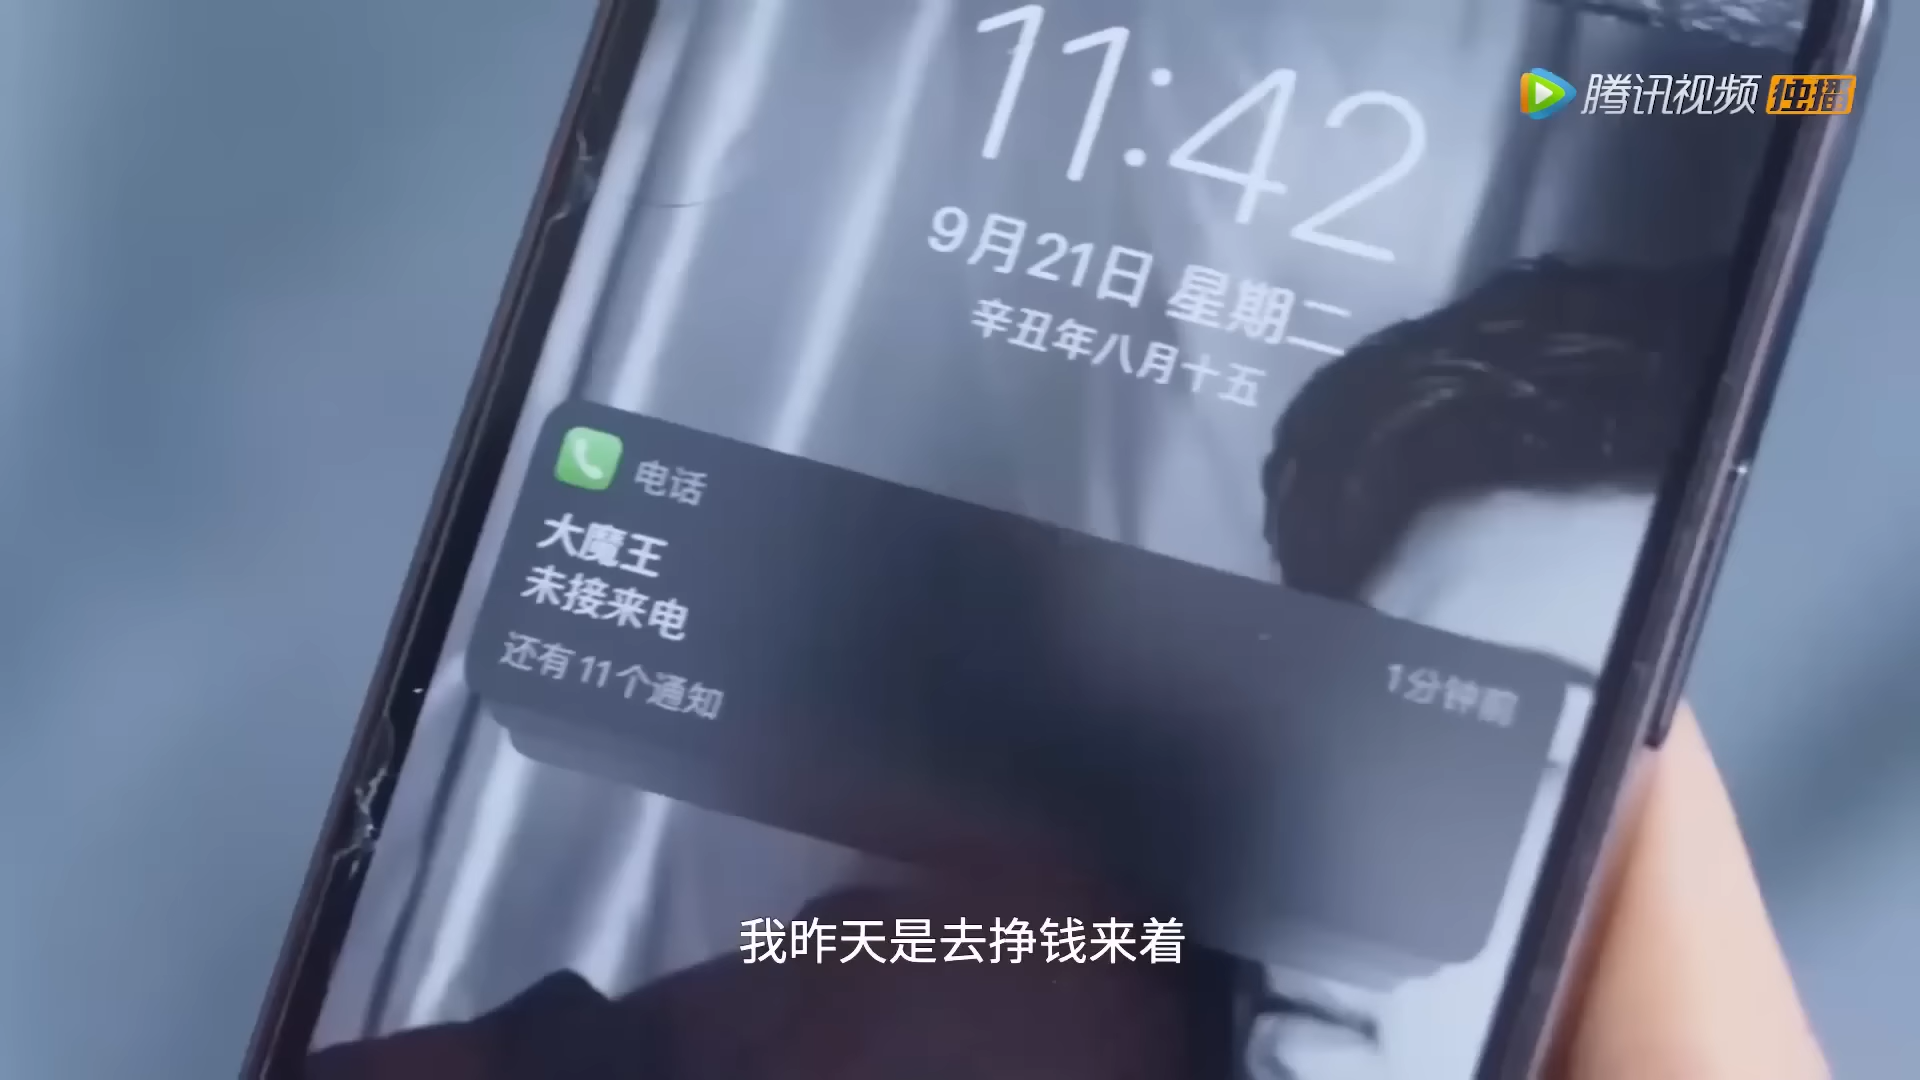 11:42
腾讯视频 独播
9月21日 星期二
辛丑年八月十五
电话
大魔王
未接来电
还有11个通知
1分钟前
我昨天是去挣钱来着